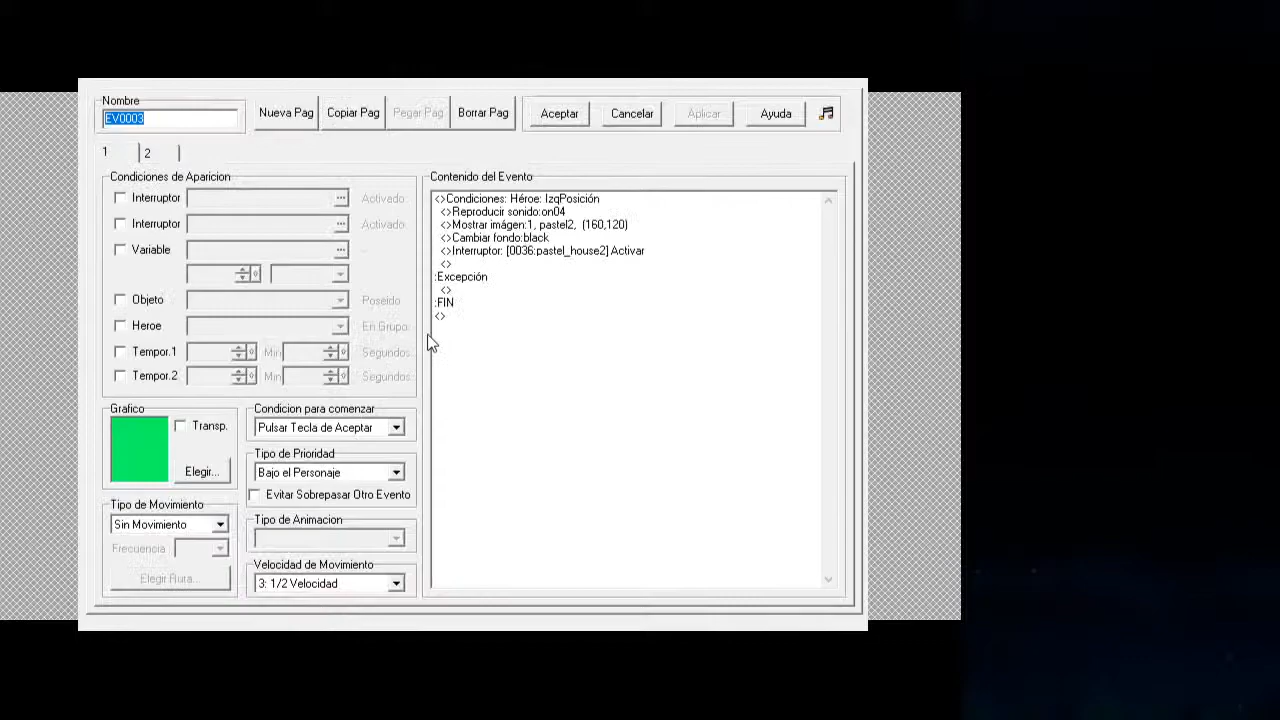 Nombre
EV0003
Nueva Pag
Copiar Pag
Pegar Pag
Borrar Pag
Aceptar
Cancelar
Aplicar
Ayuda
1
2
Condiciones de Aparicion
Interruptor ... Activado
Interruptor ... Activado
Variable ... -
Objeto Poseido
Heroe En Grupo
Tempor.1 Min Segundos
Tempor.2 Min Segundos
Grafico
Transp.
Elegir...
Condicion para comenzar
Pulsar Tecla de Aceptar
Tipo de Prioridad
Bajo el Personaje
Evitar Sobrepasar Otro Evento
Tipo de Movimiento
Sin Movimiento
Frecuencia
Elegir Ruta...
Tipo de Animacion
Velocidad de Movimiento
3: 1/2 Velocidad
Contenido del Evento
<>Condiciones: Héroe: IzqPosición
<>Reproducir sonido:on04
<>Mostrar imágen:1, pastel2, (160,120)
<>Cambiar fondo:black
<>Interruptor: [0036:pastel_house2] Activar
<>
:Excepción
<>
:FIN
<>